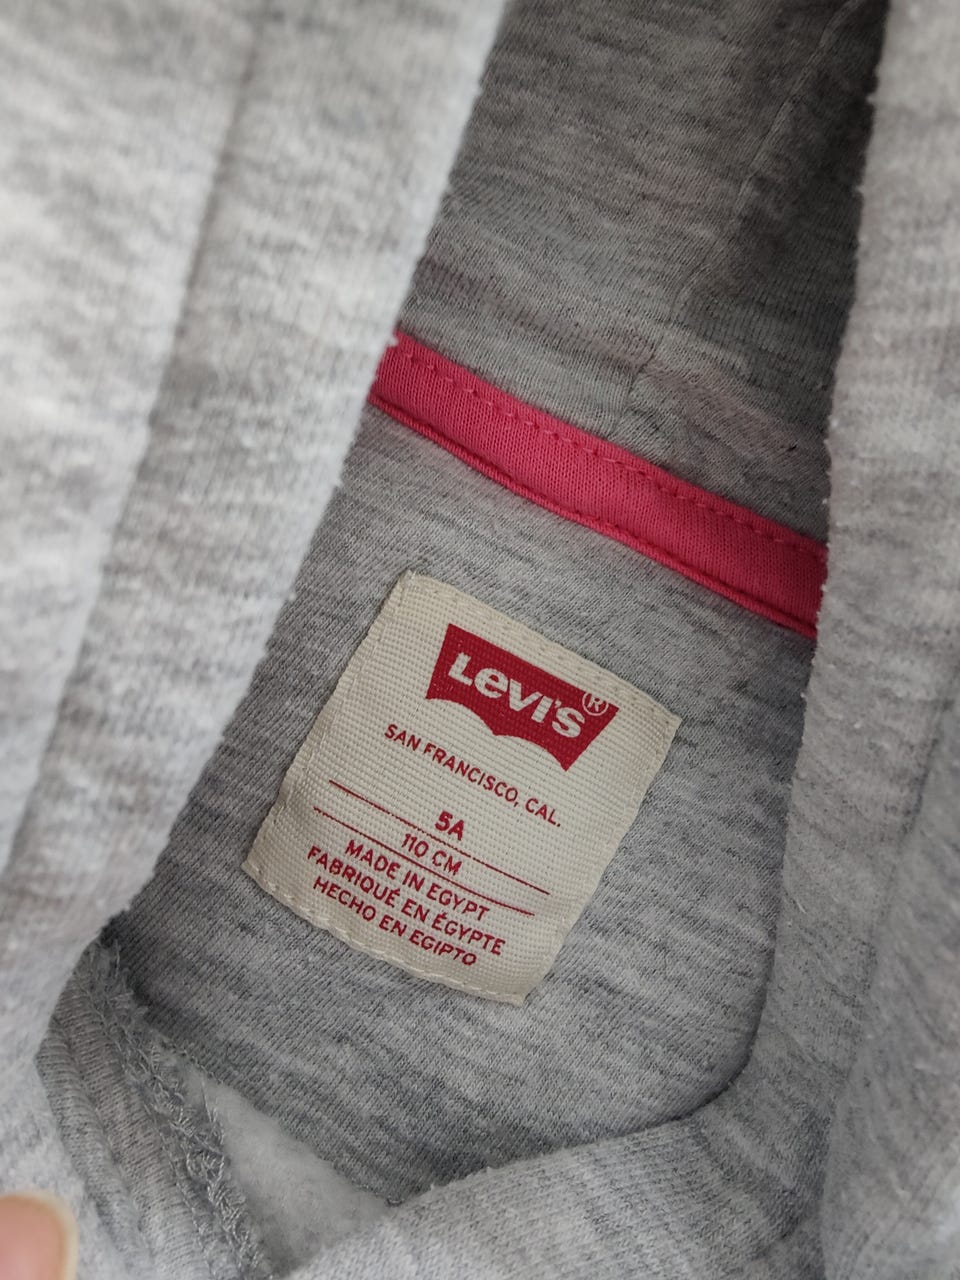 Levi's®
SAN FRANCISCO, CAL.
5A
110 CM
MADE IN EGYPT
FABRIQUÉ EN ÉGYPTE
HECHO EN EGIPTO